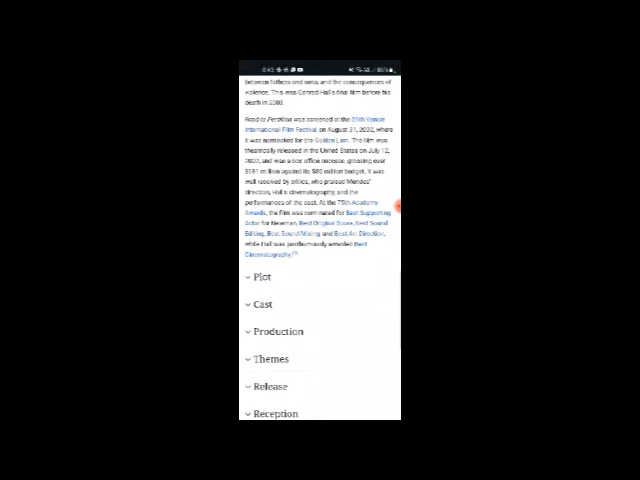 between fathers and sons, and the consequences of
violence. This was Conrad Hall's final film before his
death in 2003.
Road to Perdition was screened at the 59th Venice
International Film Festival on August 31, 2002, where
it was nominated for the Golden Lion. The film was
theatrically released in the United States on July 12,
2002, and was a box office success, grossing over
$181 million against its $80 million budget. It was
well received by critics, who praised Mendes'
direction, Hall's cinematography, and the
performances of the cast. At the 75th Academy
Awards, the film was nominated for Best Supporting
Actor for Newman, Best Original Score, Best Sound
Editing, Best Sound Mixing, and Best Art Direction,
while Hall was posthumously awarded Best
Cinematography.
Plot
Cast
Production
Themes
Release
Reception